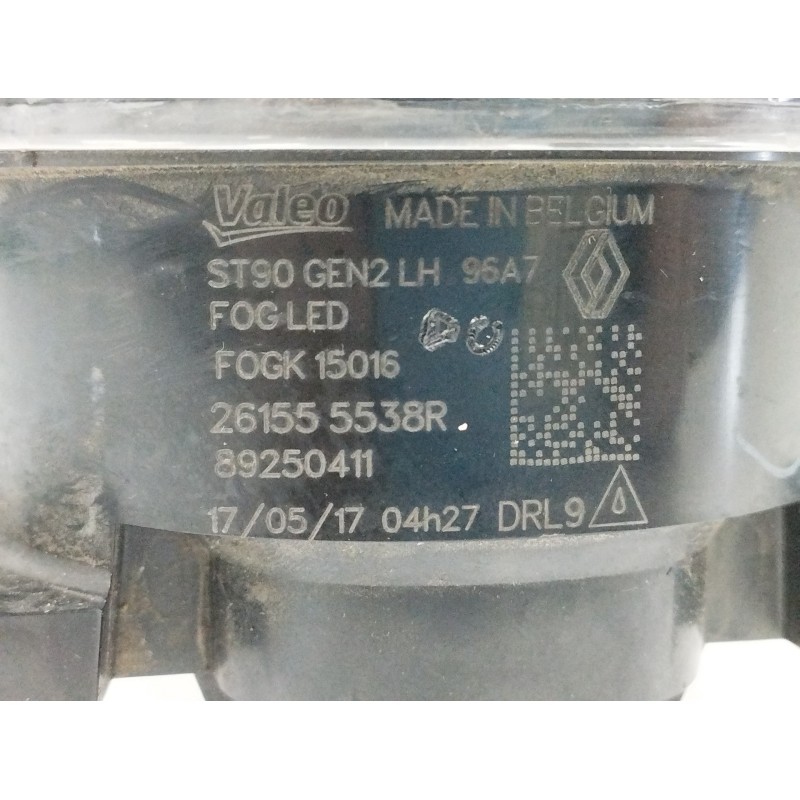 Valeo MADE IN BELGIUM
ST90 GEN2 LH 96A7
FOG LED
FOGK 15016
26155 5538R
89250411
17/05/17 04h27 DRL9